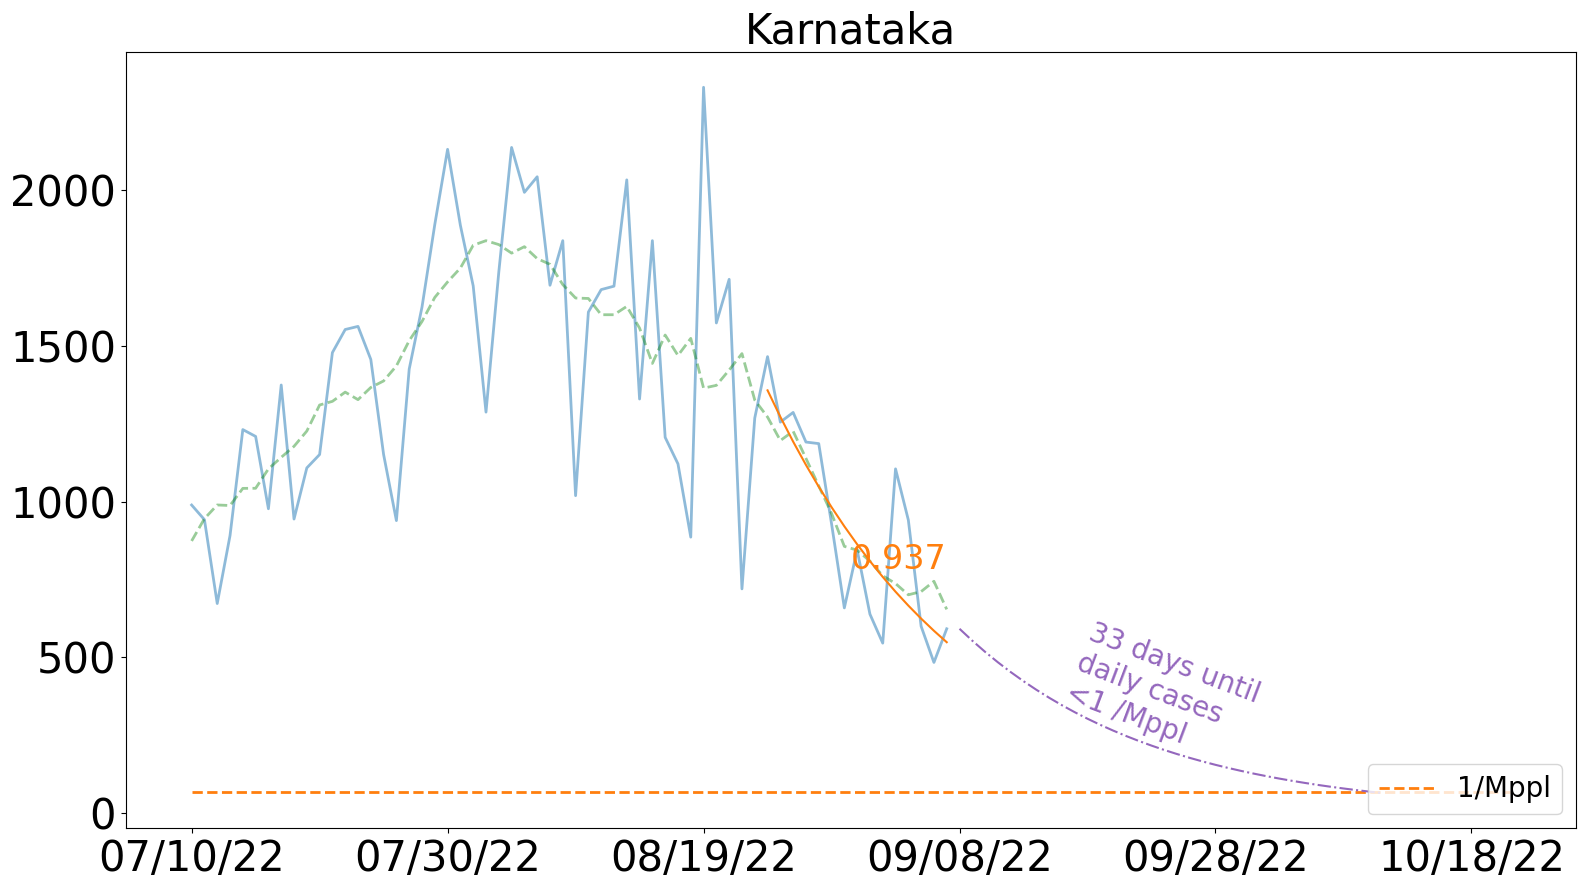 Karnataka
2000
1500
1000
500
0
0.937
33 days until
daily cases
<1 /Mppl
1/Mppl
07/10/22
07/30/22
08/19/22
09/08/22
09/28/22
10/18/22